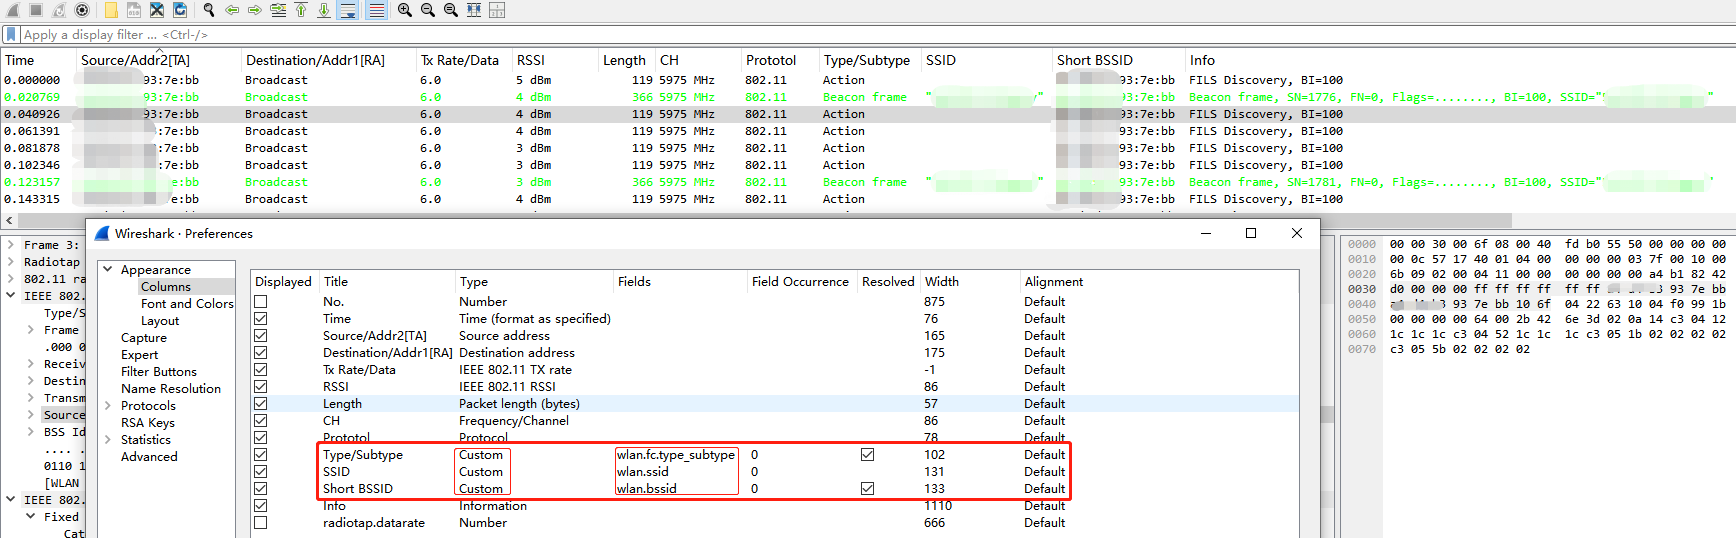 Apply a display filter ... <Ctrl-/>
Time Source/Addr2[TA] Destination/Addr1[RA] Tx Rate/Data RSSI Length CH Prototol Type/Subtype SSID Short BSSID Info
0.000000 93:7e:bb Broadcast 6.0 5 dBm 119 5975 MHz 802.11 Action 93:7e:bb FILS Discovery, BI=100
0.020769 93:7e:bb Broadcast 6.0 4 dBm 366 5975 MHz 802.11 Beacon frame " " 93:7e:bb Beacon frame, SN=1776, FN=0, Flags=........, BI=100, SSID=" "
0.040926 93:7e:bb Broadcast 6.0 4 dBm 119 5975 MHz 802.11 Action 93:7e:bb FILS Discovery, BI=100
0.061391 :7e:bb Broadcast 6.0 4 dBm 119 5975 MHz 802.11 Action 93:7e:bb FILS Discovery, BI=100
0.081878 :7e:bb Broadcast 6.0 3 dBm 119 5975 MHz 802.11 Action 93:7e:bb FILS Discovery, BI=100
0.102346 e:bb Broadcast 6.0 3 dBm 119 5975 MHz 802.11 Action 93:7e:bb FILS Discovery, BI=100
0.123157 e:bb Broadcast 6.0 3 dBm 366 5975 MHz 802.11 Beacon frame " " 93:7e:bb Beacon frame, SN=1781, FN=0, Flags=........, BI=100, SSID=" "
0.143315 e:bb Broadcast 6.0 4 dBm 119 5975 MHz 802.11 Action 93:7e:bb FILS Discovery, BI=100
Frame 3:
Radiotap
802.11 ra
IEEE 802.
Type/S
Frame
.000 0
Receiv
Destin
Transm
Source
BSS Id
.... .
0110 1
[WLAN
IEEE 802.
Fixed
Cat
Wireshark · Preferences
Appearance
Columns
Font and Colors
Layout
Capture
Expert
Filter Buttons
Name Resolution
Protocols
RSA Keys
Statistics
Advanced
Displayed Title Type Fields Field Occurrence Resolved Width Alignment
No. Number 875 Default
Time Time (format as specified) 76 Default
Source/Addr2[TA] Source address 165 Default
Destination/Addr1[RA] Destination address 175 Default
Tx Rate/Data IEEE 802.11 TX rate -1 Default
RSSI IEEE 802.11 RSSI 86 Default
Length Packet length (bytes) 57 Default
CH Frequency/Channel 86 Default
Prototol Protocol 78 Default
Type/Subtype Custom wlan.fc.type_subtype 0 102 Default
SSID Custom wlan.ssid 0 131 Default
Short BSSID Custom wlan.bssid 0 133 Default
Info Information 1110 Default
radiotap.datarate Number 666 Default
0000 00 00 30 00 6f 08 00 40 fd b0 55 50 00 00 00 00
0010 00 0c 57 17 40 01 04 00 00 00 00 03 7f 00 10 00
0020 6b 09 02 00 04 11 00 00 00 00 00 00 a4 b1 82 42
0030 d0 00 00 00 ff ff ff ff ff ff 93 7e bb
0040 93 7e bb 10 6f 04 22 63 10 04 f0 99 1b
0050 00 00 00 00 64 00 2b 42 6e 3d 02 0a 14 c3 04 12
0060 1c 1c 1c c3 04 52 1c 1c 1c c3 05 1b 02 02 02 02
0070 c3 05 5b 02 02 02 02